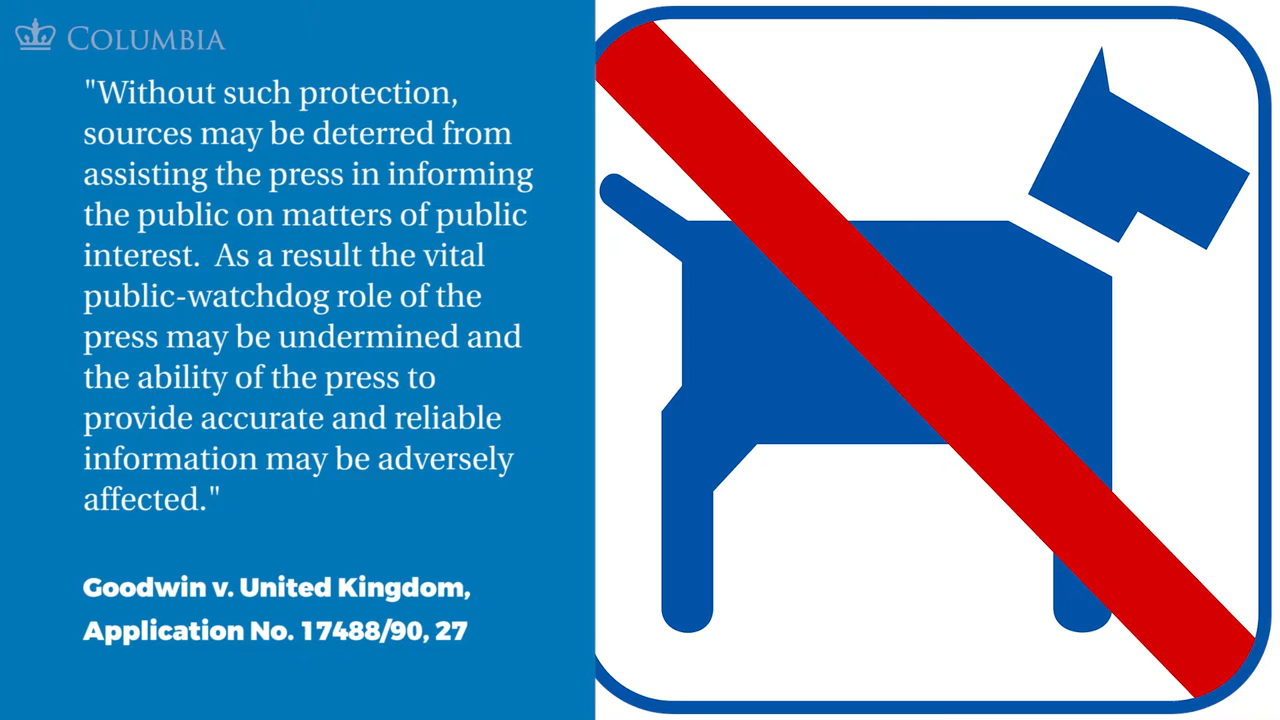 COLUMBIA
"Without such protection,
sources may be deterred from
assisting the press in informing
the public on matters of public
interest.  As a result the vital
public-watchdog role of the
press may be undermined and
the ability of the press to
provide accurate and reliable
information may be adversely
affected."
Goodwin v. United Kingdom,
Application No. 17488/90, 27